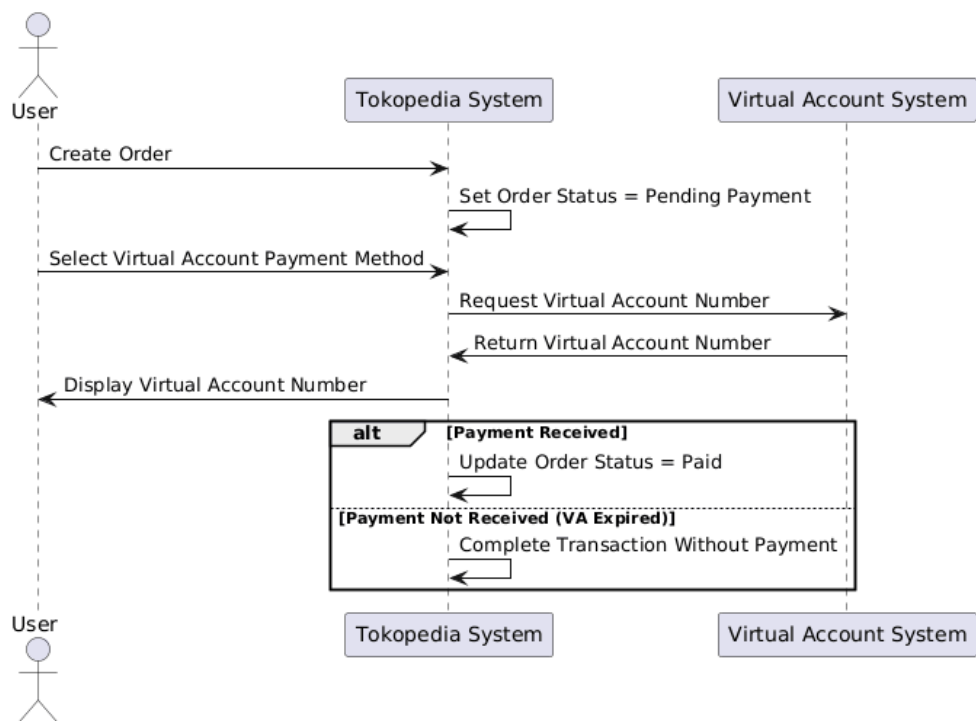 User
Tokopedia System
Virtual Account System
Create Order
Set Order Status = Pending Payment
Select Virtual Account Payment Method
Request Virtual Account Number
Return Virtual Account Number
Display Virtual Account Number
alt [Payment Received]
Update Order Status = Paid
[Payment Not Received (VA Expired)]
Complete Transaction Without Payment
User
Tokopedia System
Virtual Account System